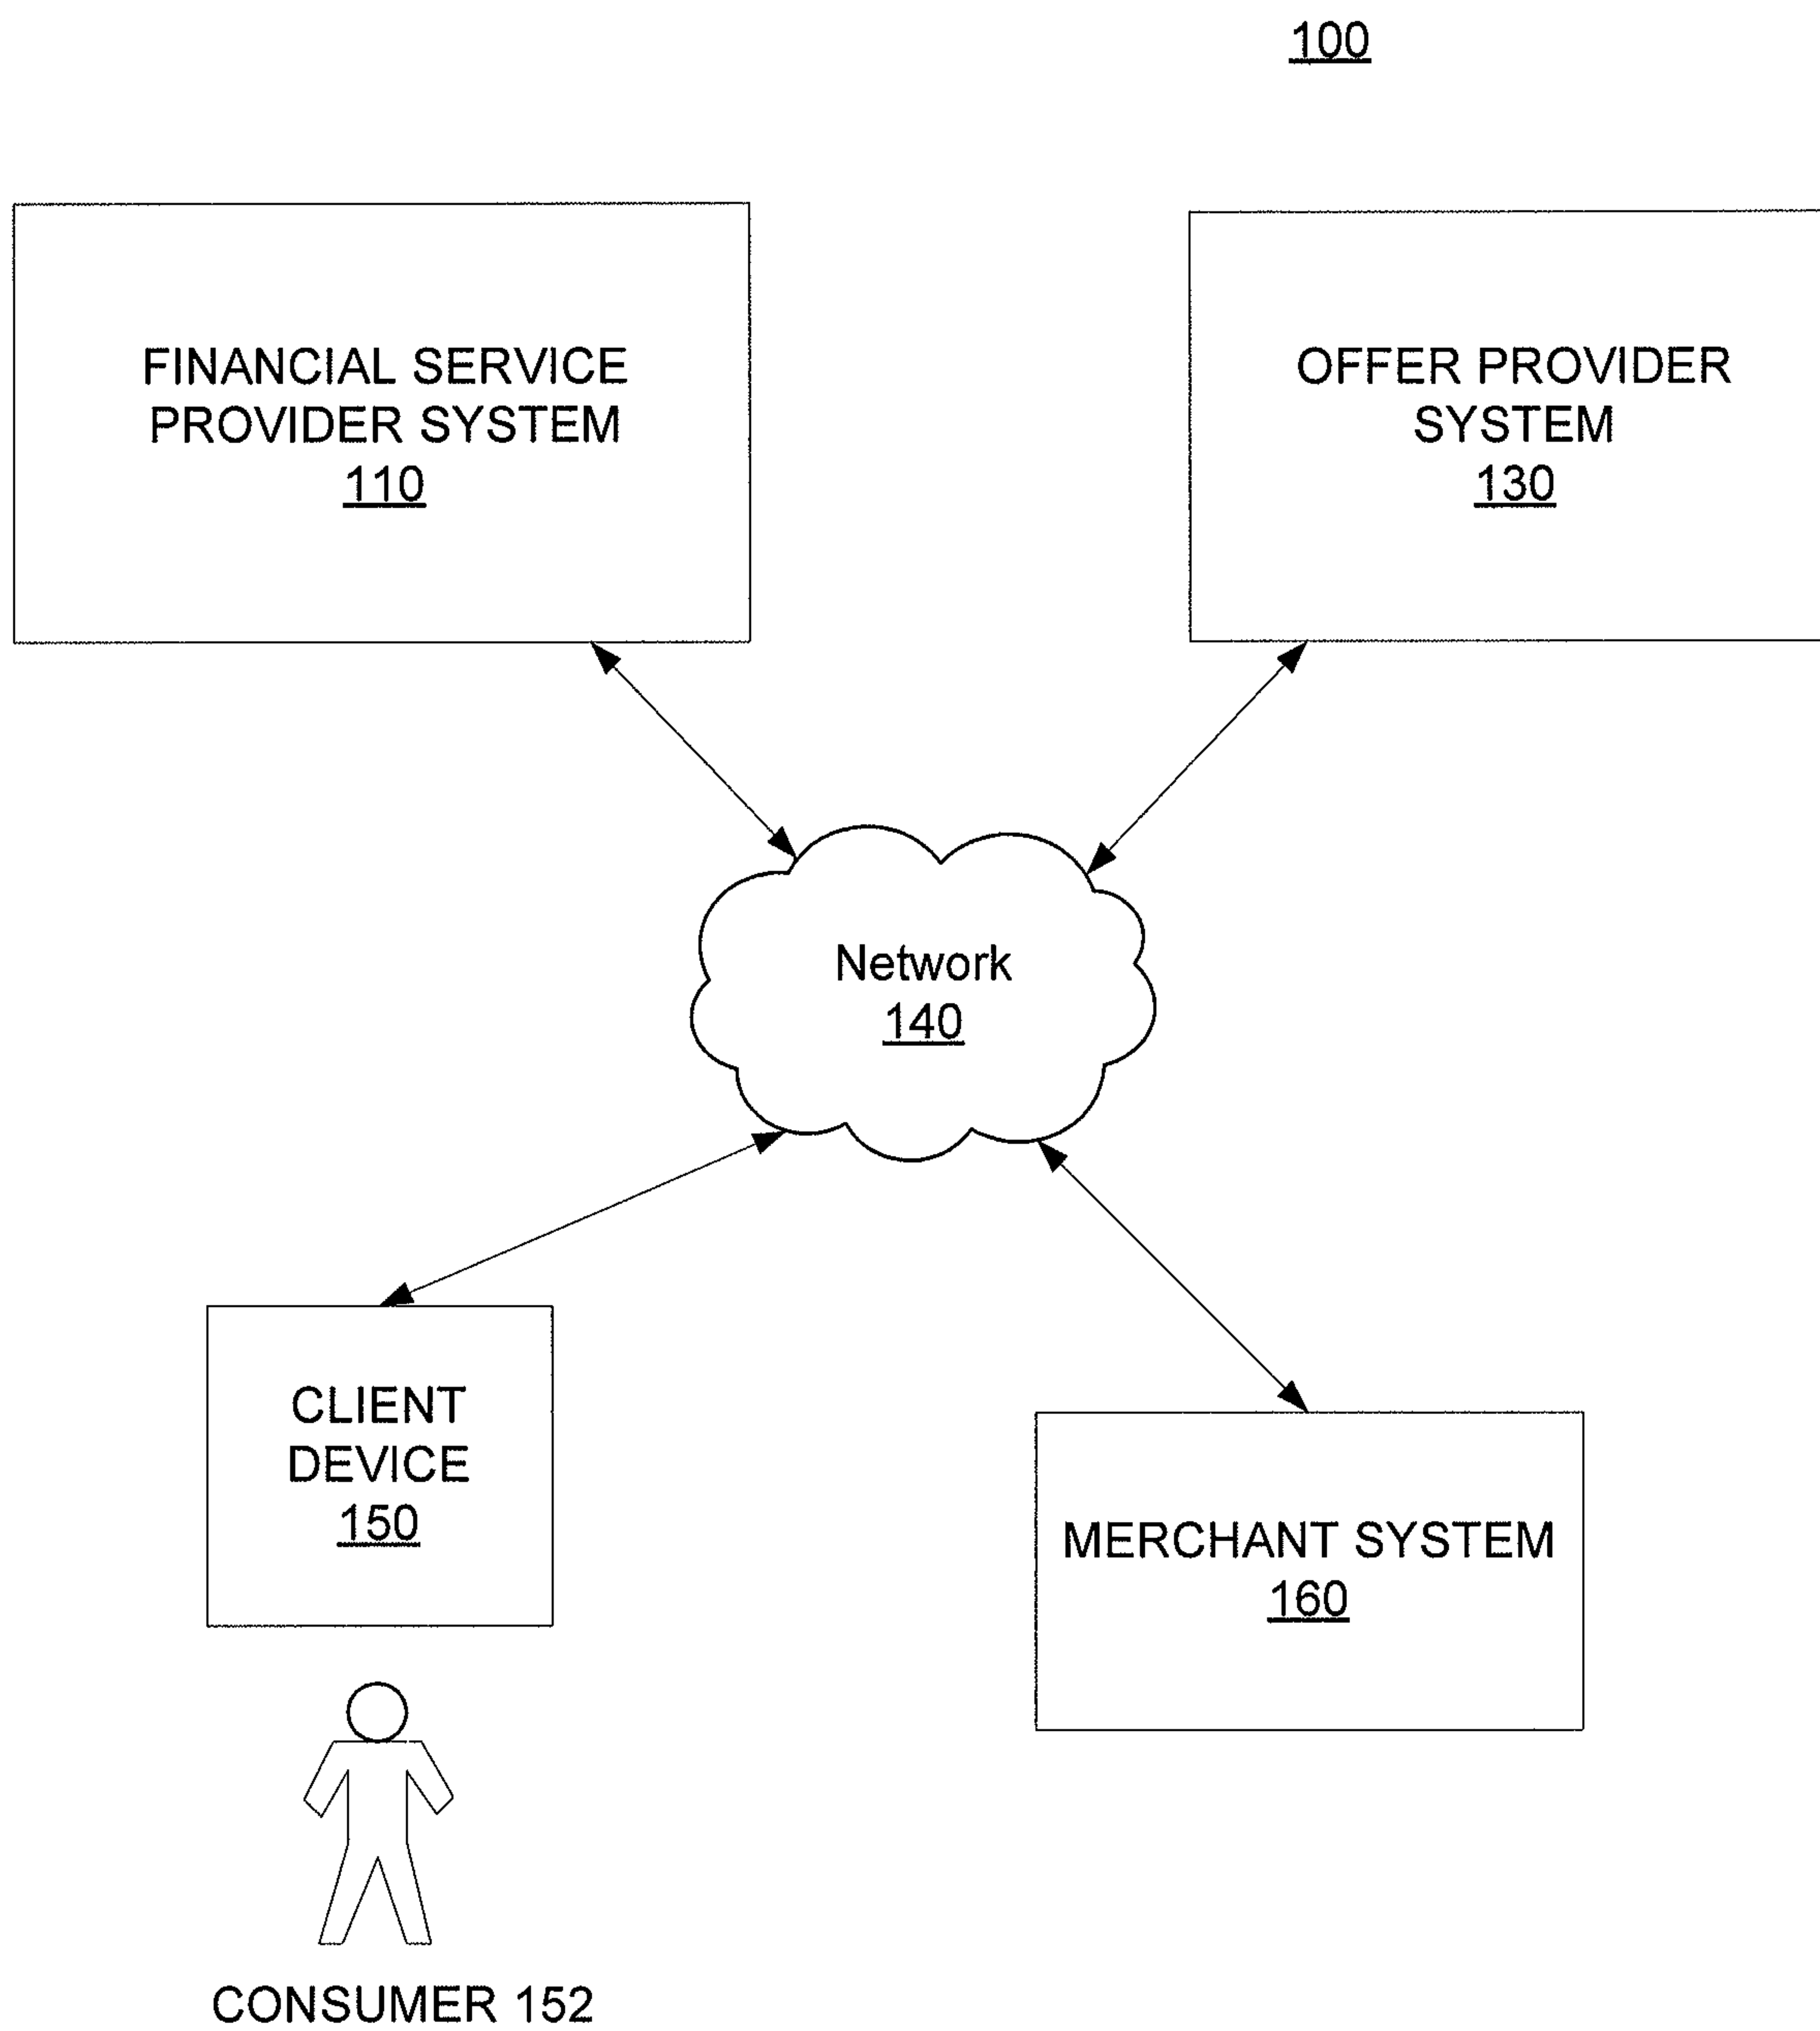 100
FINANCIAL SERVICE
PROVIDER SYSTEM
110
OFFER PROVIDER
SYSTEM
130
Network
140
CLIENT
DEVICE
150
MERCHANT SYSTEM
160
CONSUMER 152